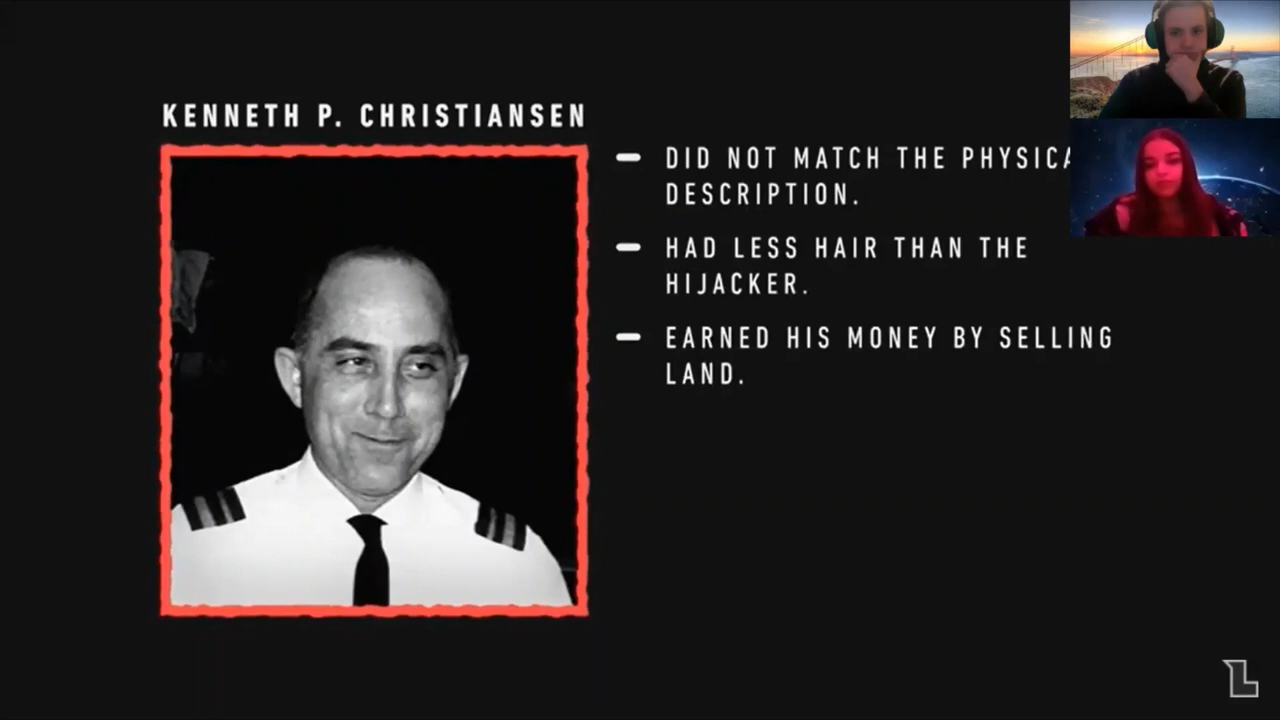 KENNETH P. CHRISTIANSEN
DID NOT MATCH THE
DESCRIPTION.
HAD LESS HAIR THAN THE
HIJACKER.
EARNED HIS MONEY BY SELLING
LAND.